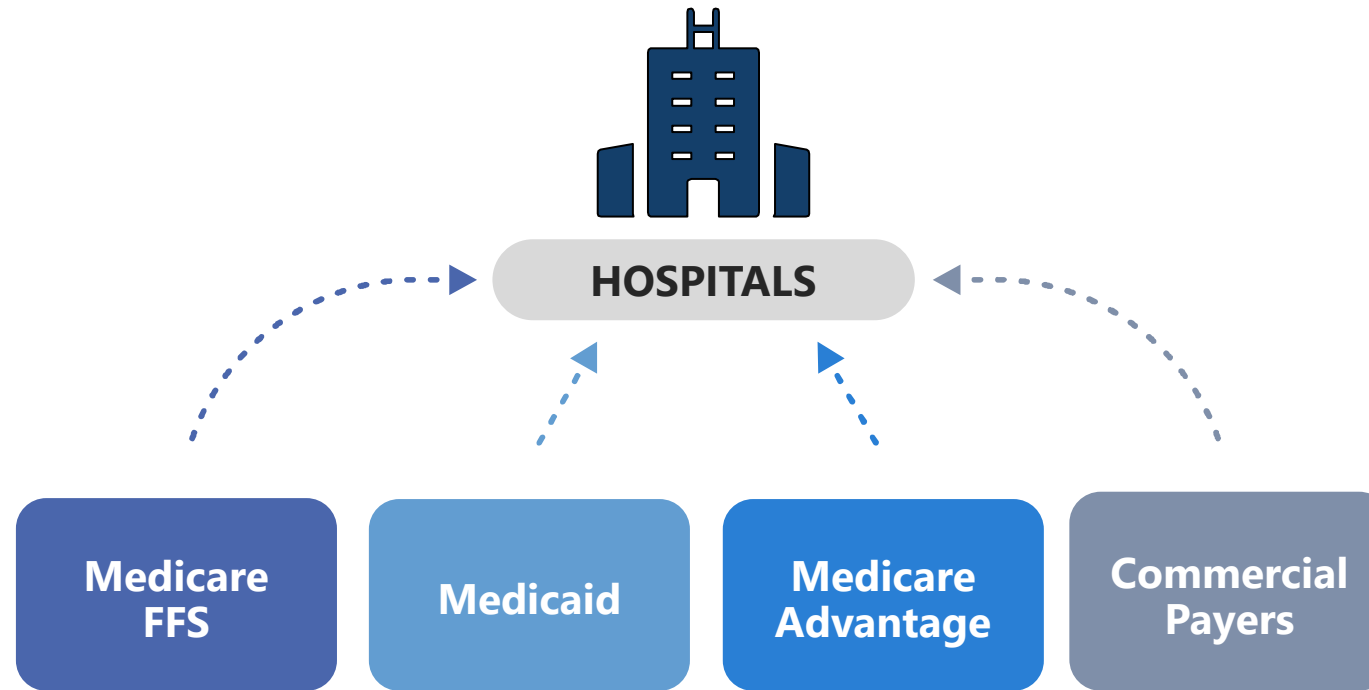 HOSPITALS
Medicare
FFS
Medicaid
Medicare
Advantage
Commercial
Payers